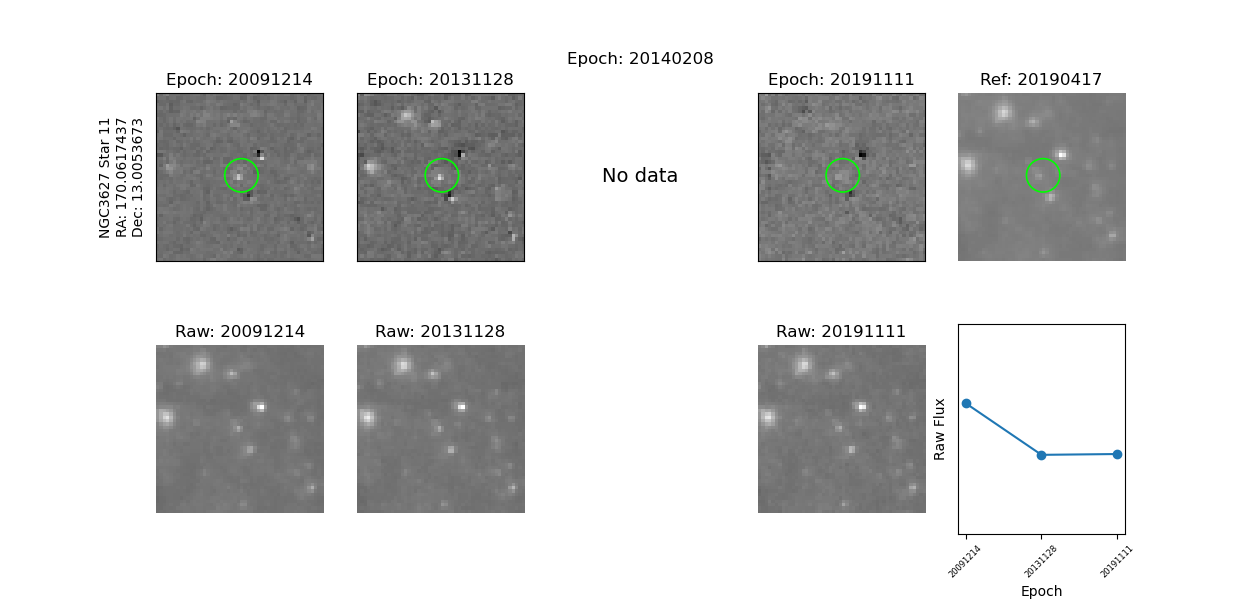 Epoch: 20140208
Epoch: 20091214
Epoch: 20131128
Epoch: 20191111
Ref: 20190417
NGC3627 Star 11
RA: 170.0617437
Dec: 13.0053673
No data
Raw: 20091214
Raw: 20131128
Raw: 20191111
Raw Flux
20091214
20131128
20191111
Epoch